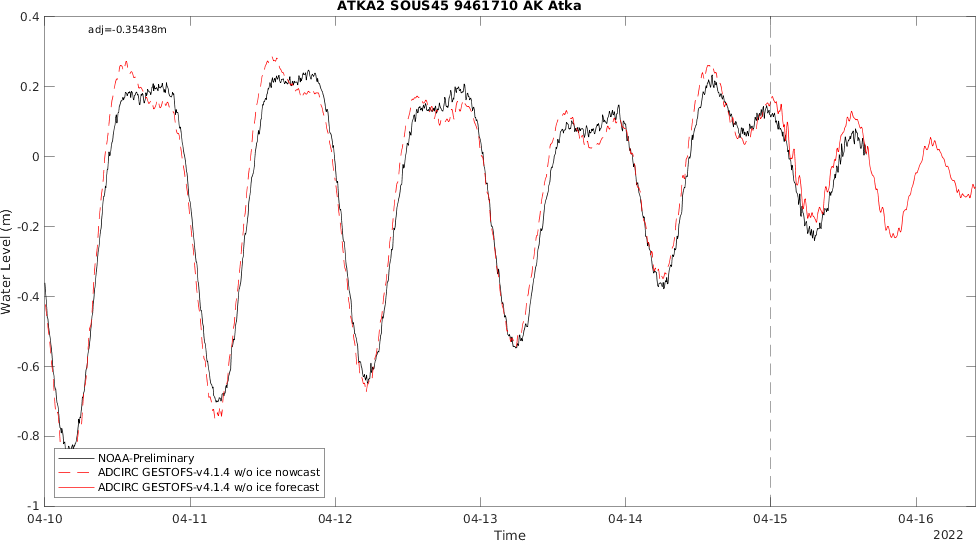 ATKA2 SOUS45 9461710 AK Atka
adj=-0.35438m
0.4
0.2
0
-0.2
-0.4
-0.6
-0.8
-1
Water Level (m)
NOAA-Preliminary
ADCIRC GESTOFS-v4.1.4 w/o ice nowcast
ADCIRC GESTOFS-v4.1.4 w/o ice forecast
04-10 04-11 04-12 04-13 04-14 04-15 04-16
Time
2022